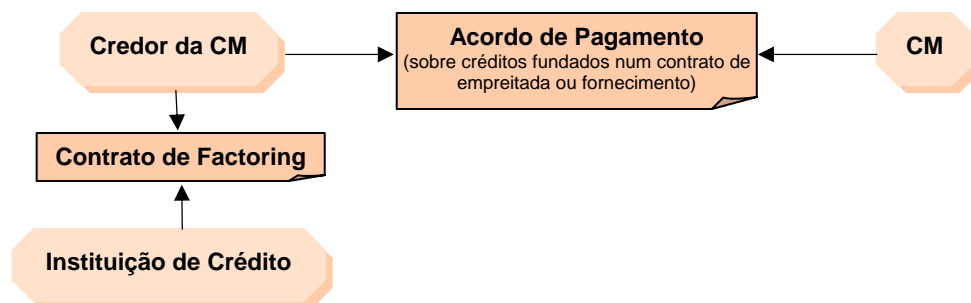 Credor da CM
Acordo de Pagamento
(sobre créditos fundados num contrato de
empreitada ou fornecimento)
CM
Contrato de Factoring
Instituição de Crédito